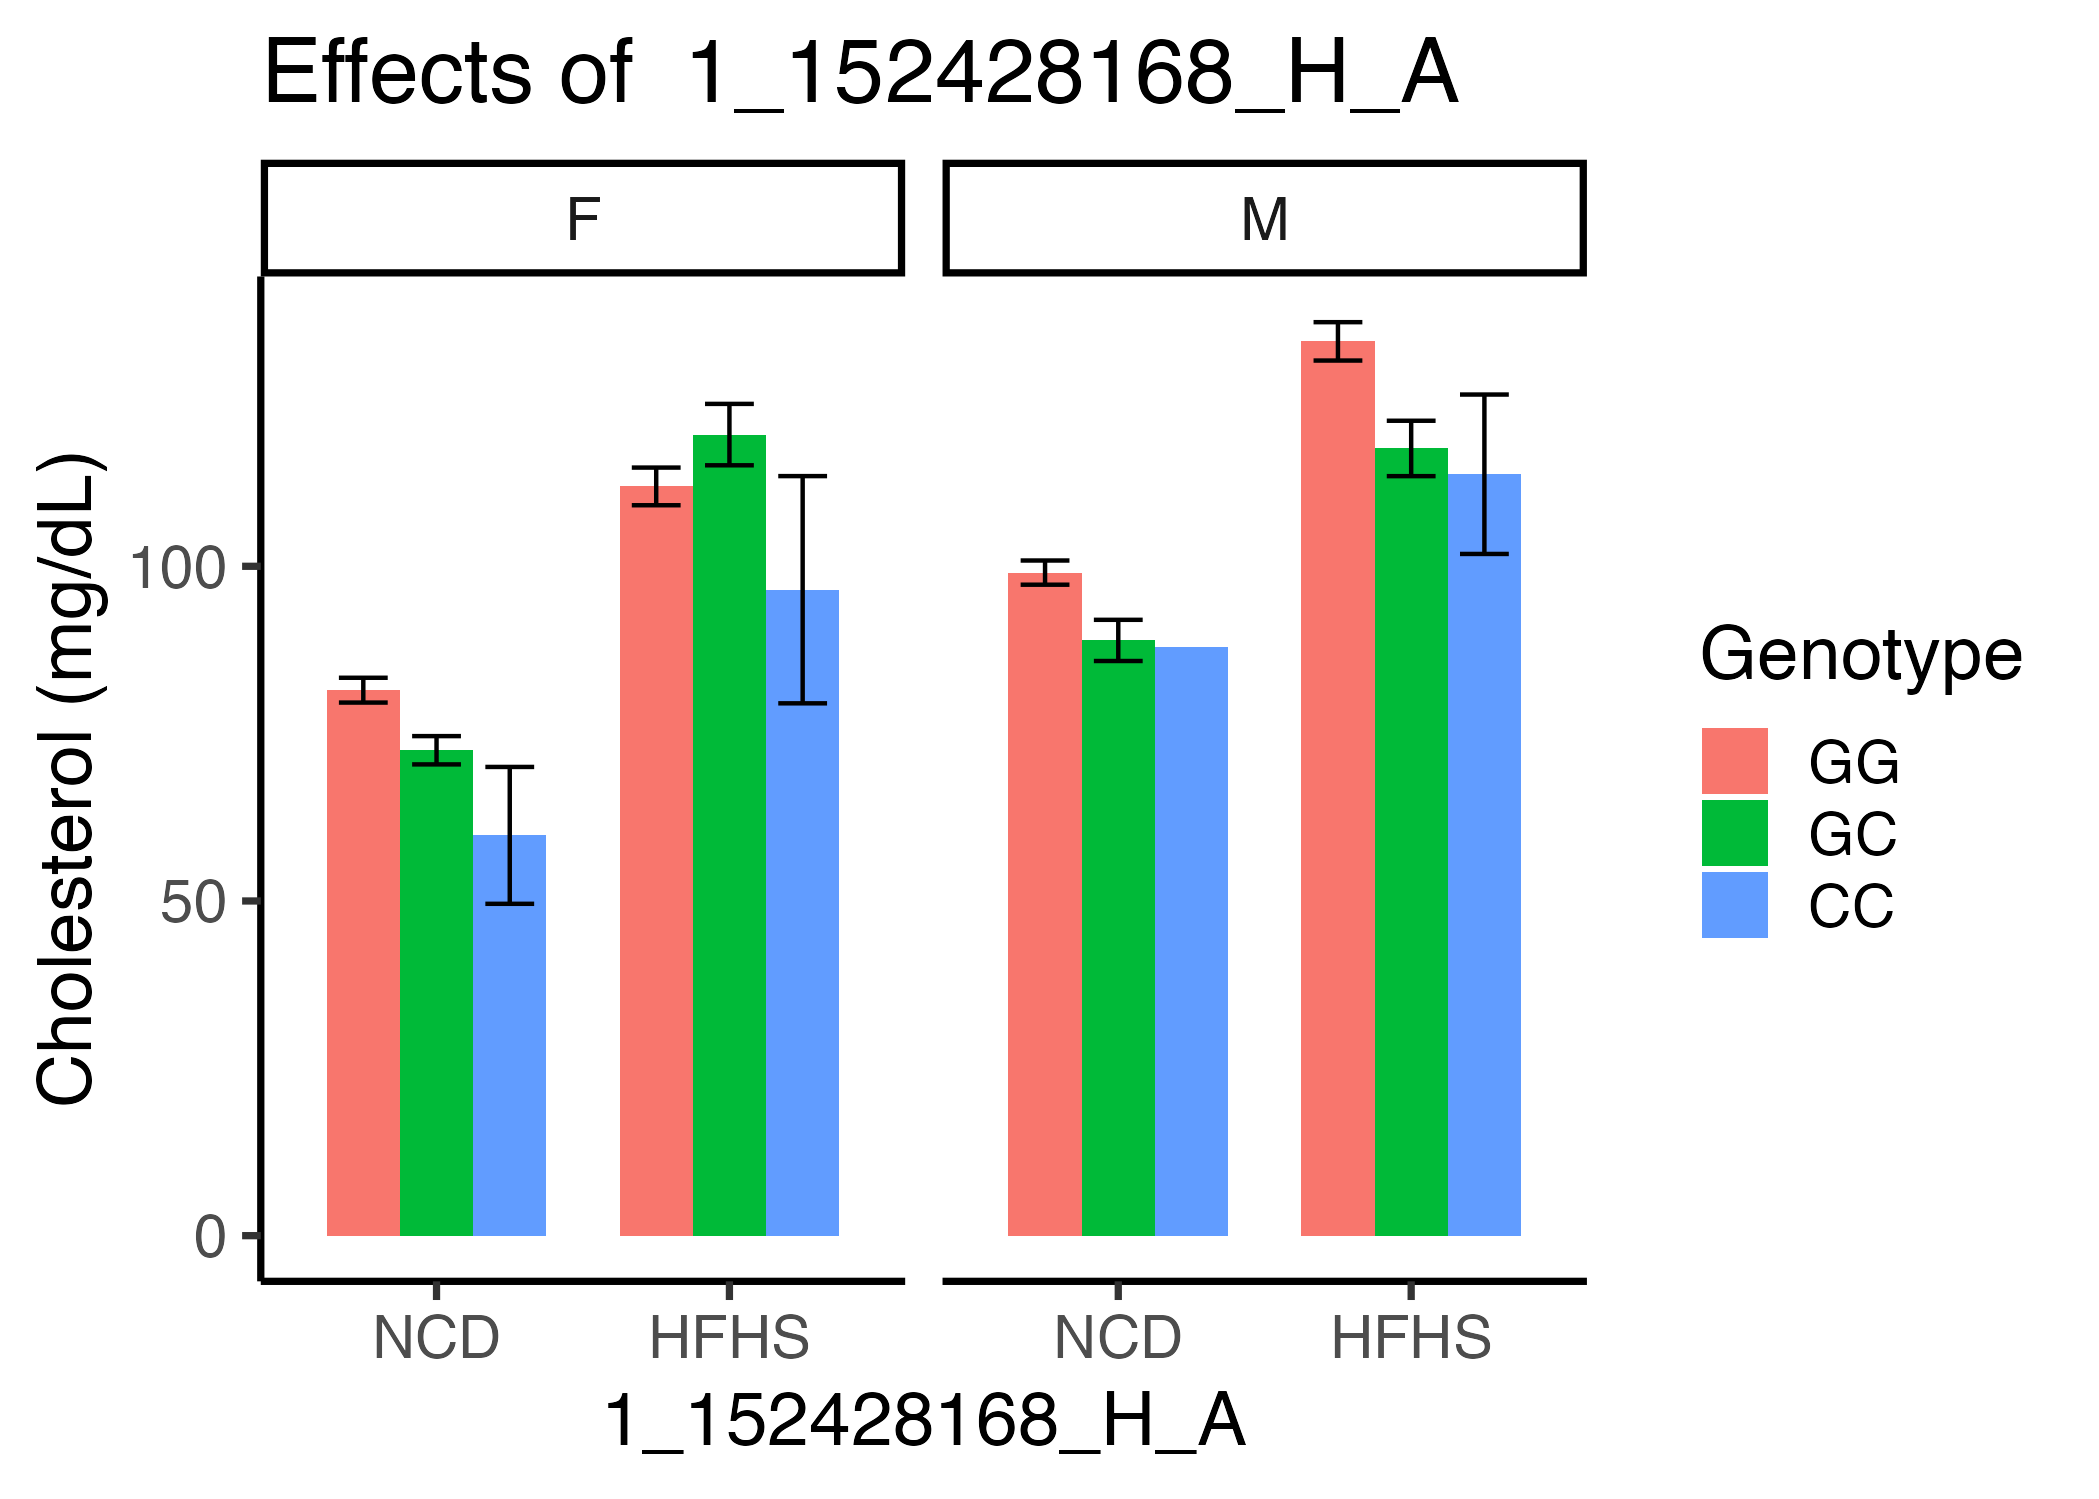 Effects of  1_152428168_H_A
F
M
Cholesterol (mg/dL)
100
50
0
NCD
HFHS
NCD
HFHS
1_152428168_H_A
Genotype
GG
GC
CC